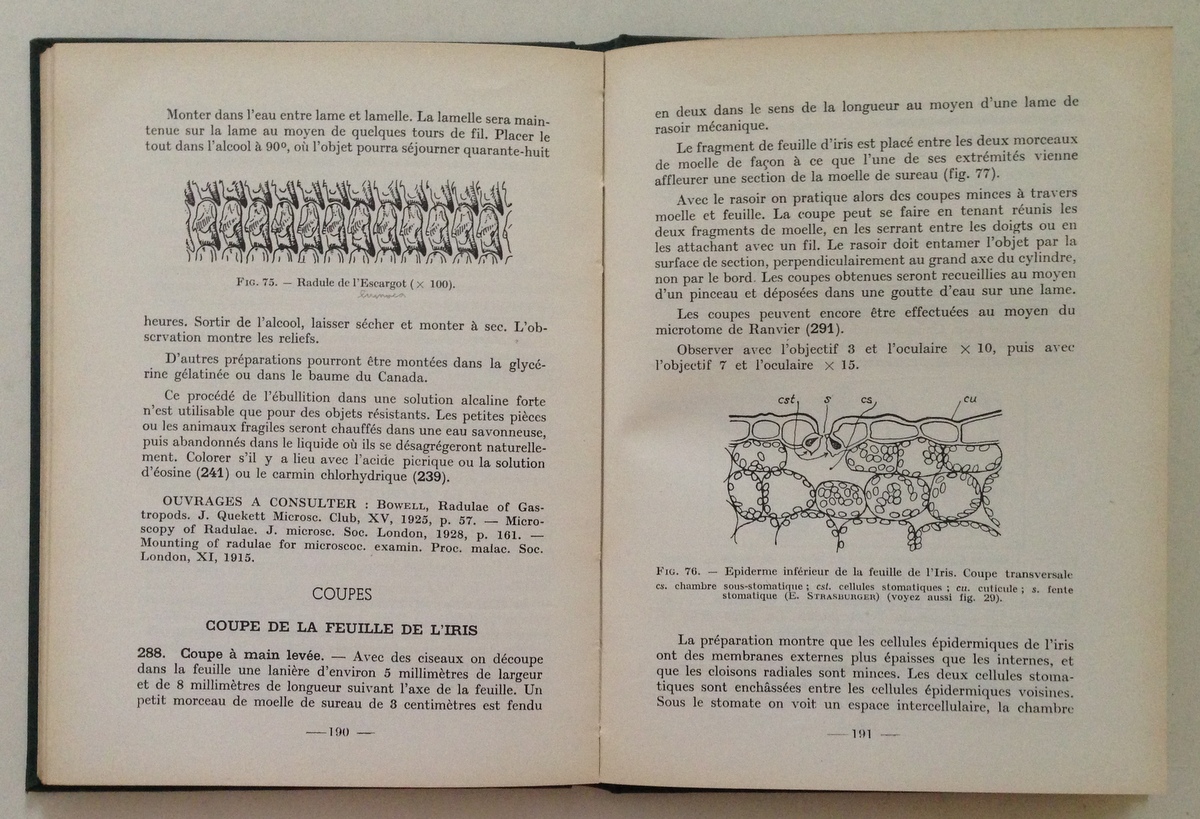 Monter dans l'eau entre lame et lamelle. La lamelle sera main-
tenue sur la lame au moyen de quelques tours de fil. Placer le
tout dans l'alcool à 90º, où l'objet pourra séjourner quarante-huit
Fig. 75. — Radule de l'Escargot (× 100).
heures. Sortir de l'alcool, laisser sécher et monter à sec. L'ob-
servation montre les reliefs.
D'autres préparations pourront être montées dans la glycé-
rine gélatinée ou dans le baume du Canada.
Ce procédé de l'ébullition dans une solution alcaline forte
n'est utilisable que pour des objets résistants. Les petites pièces
ou les animaux fragiles seront chauffés dans une eau savonneuse,
puis abandonnés dans le liquide où ils se désagrégeront naturelle-
ment. Colorer s'il y a lieu avec l'acide picrique ou la solution
d'éosine (241) ou le carmin chlorhydrique (239).
OUVRAGES A CONSULTER : Bowell, Radulae of Gas-
tropods. J. Quekett Microsc. Club, XV, 1925, p. 57. — Micro-
scopy of Radulae. J. microsc. Soc. London, 1928, p. 161. —
Mounting of radulae for microscoc. examin. Proc. malac. Soc.
London, XI, 1915.
COUPES
COUPE DE LA FEUILLE DE L'IRIS
288. Coupe à main levée. — Avec des ciseaux on découpe
dans la feuille une lanière d'environ 5 millimètres de largeur
et de 8 millimètres de longueur suivant l'axe de la feuille. Un
petit morceau de moelle de sureau de 3 centimètres est fendu
— 190 —
en deux dans le sens de la longueur au moyen d'une lame de
rasoir mécanique.
Le fragment de feuille d'iris est placé entre les deux morceaux
de moelle de façon à ce que l'une de ses extrémités vienne
affleurer une section de la moelle de sureau (fig. 77).
Avec le rasoir on pratique alors des coupes minces à travers
moelle et feuille. La coupe peut se faire en tenant réunis les
deux fragments de moelle, en les serrant entre les doigts ou en
les attachant avec un fil. Le rasoir doit entamer l'objet par la
surface de section, perpendiculairement au grand axe du cylindre,
non par le bord. Les coupes obtenues seront recueillies au moyen
d'un pinceau et déposées dans une goutte d'eau sur une lame.
Les coupes peuvent encore être effectuées au moyen du
microtome de Ranvier (291).
Observer avec l'objectif 3 et l'oculaire × 10, puis avec
l'objectif 7 et l'oculaire × 15.
cst s cs cu
Fig. 76. — Epiderme inférieur de la feuille de l'Iris. Coupe transversale
cs. chambre sous-stomatique ; cst. cellules stomatiques ; cu. cuticule ; s. fente
stomatique (E. Strasburger) (voyez aussi fig. 29).
La préparation montre que les cellules épidermiques de l'iris
ont des membranes externes plus épaisses que les internes, et
que les cloisons radiales sont minces. Les deux cellules stoma-
tiques sont enchâssées entre les cellules épidermiques voisines.
Sous le stomate on voit un espace intercellulaire, la chambre
— 191 —